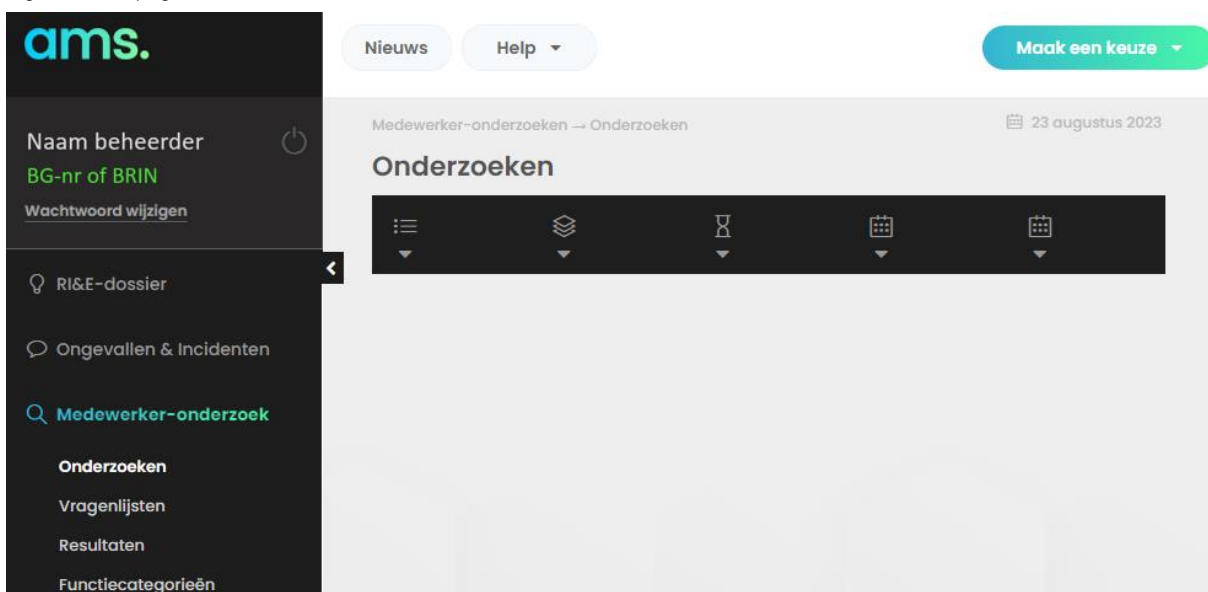 ams.
Nieuws
Help
Maak een keuze
Naam beheerder
BG-nr of BRIN
Wachtwoord wijzigen
Medewerker-onderzoeken → Onderzoeken
23 augustus 2023
Onderzoeken
RI&E-dossier
Ongevallen & Incidenten
Medewerker-onderzoek
Onderzoeken
Vragenlijsten
Resultaten
Functiecategorieën